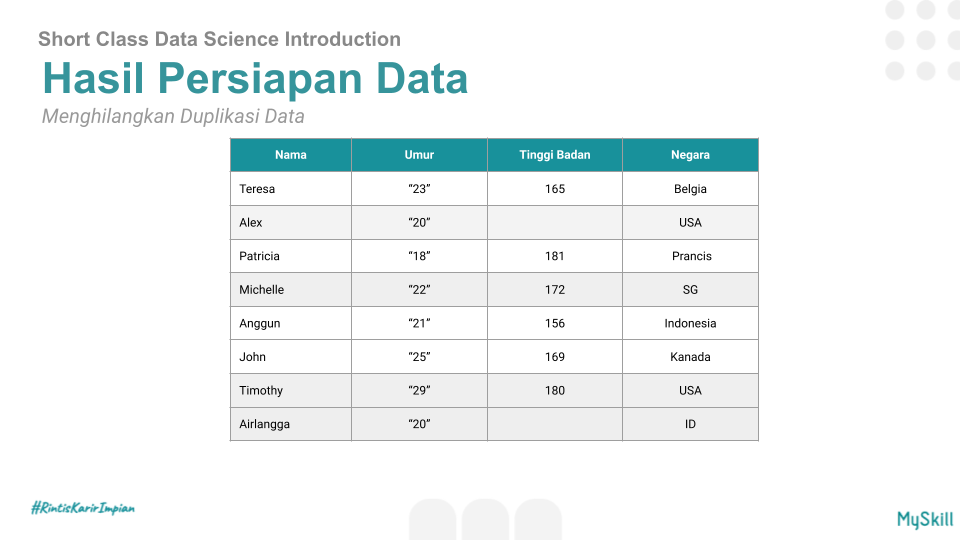 Short Class Data Science Introduction
Hasil Persiapan Data
Menghilangkan Duplikasi Data
Nama Umur Tinggi Badan Negara
Teresa “23” 165 Belgia
Alex “20” USA
Patricia “18” 181 Prancis
Michelle “22” 172 SG
Anggun “21” 156 Indonesia
John “25” 169 Kanada
Timothy “29” 180 USA
Airlangga “20” ID
#RintisKarirImpian
MySkill